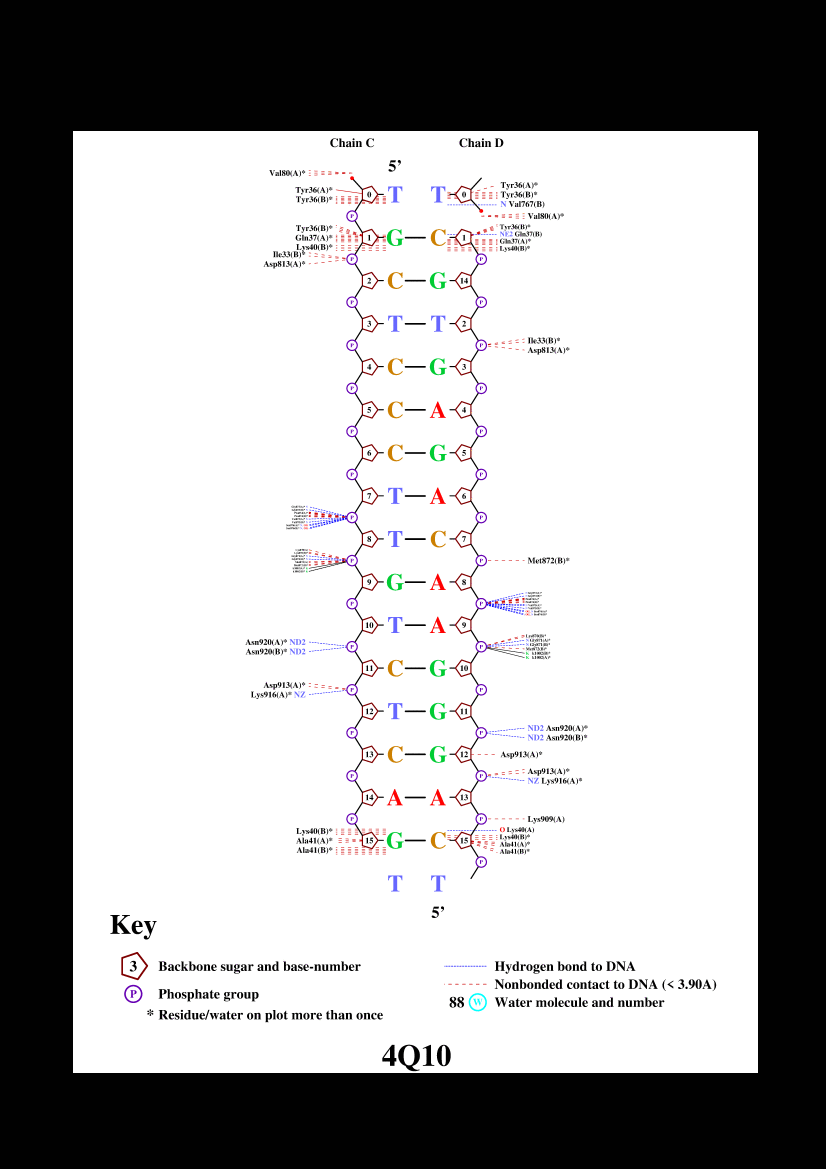 Chain C Chain D
5’
Val80(A)*
Tyr36(A)* 0 T T 0 Tyr36(A)*
Tyr36(B)* Tyr36(B)*
N Val767(B)
P Val80(A)*
Tyr36(B)* Tyr36(B)*
Gln37(A)* 1 G C 1 NE2 Gln37(B)
Lys40(B)* Gln37(A)*
Lys40(B)*
Ile33(B)* P P
Asp813(A)*
2 C G 14
P P
3 T T 2
P P Ile33(B)*
Asp813(A)*
4 C G 3
P P
5 C A 4
P P
6 C G 5
P P
7 T A 6
P P
8 T C 7
P P Met872(B)*
9 G A 8
P P
10 T A 9
Asn920(A)* ND2 P P
Asn920(B)* ND2
11 C G 10
Asp913(A)* P P
Lys916(A)* NZ
12 T G 11
P P ND2 Asn920(A)*
ND2 Asn920(B)*
13 C G 12 Asp913(A)*
P P Asp913(A)*
NZ Lys916(A)*
14 A A 13
P P Lys909(A)
Lys40(B)* O Lys40(A)
Ala41(A)* 15 G C 15 Lys40(B)*
Ala41(B)* Ala41(A)*
Ala41(B)*
P
T T
5’
Key
3 Backbone sugar and base-number
P Phosphate group
* Residue/water on plot more than once
Hydrogen bond to DNA
Nonbonded contact to DNA (< 3.90A)
88 W Water molecule and number
4Q10